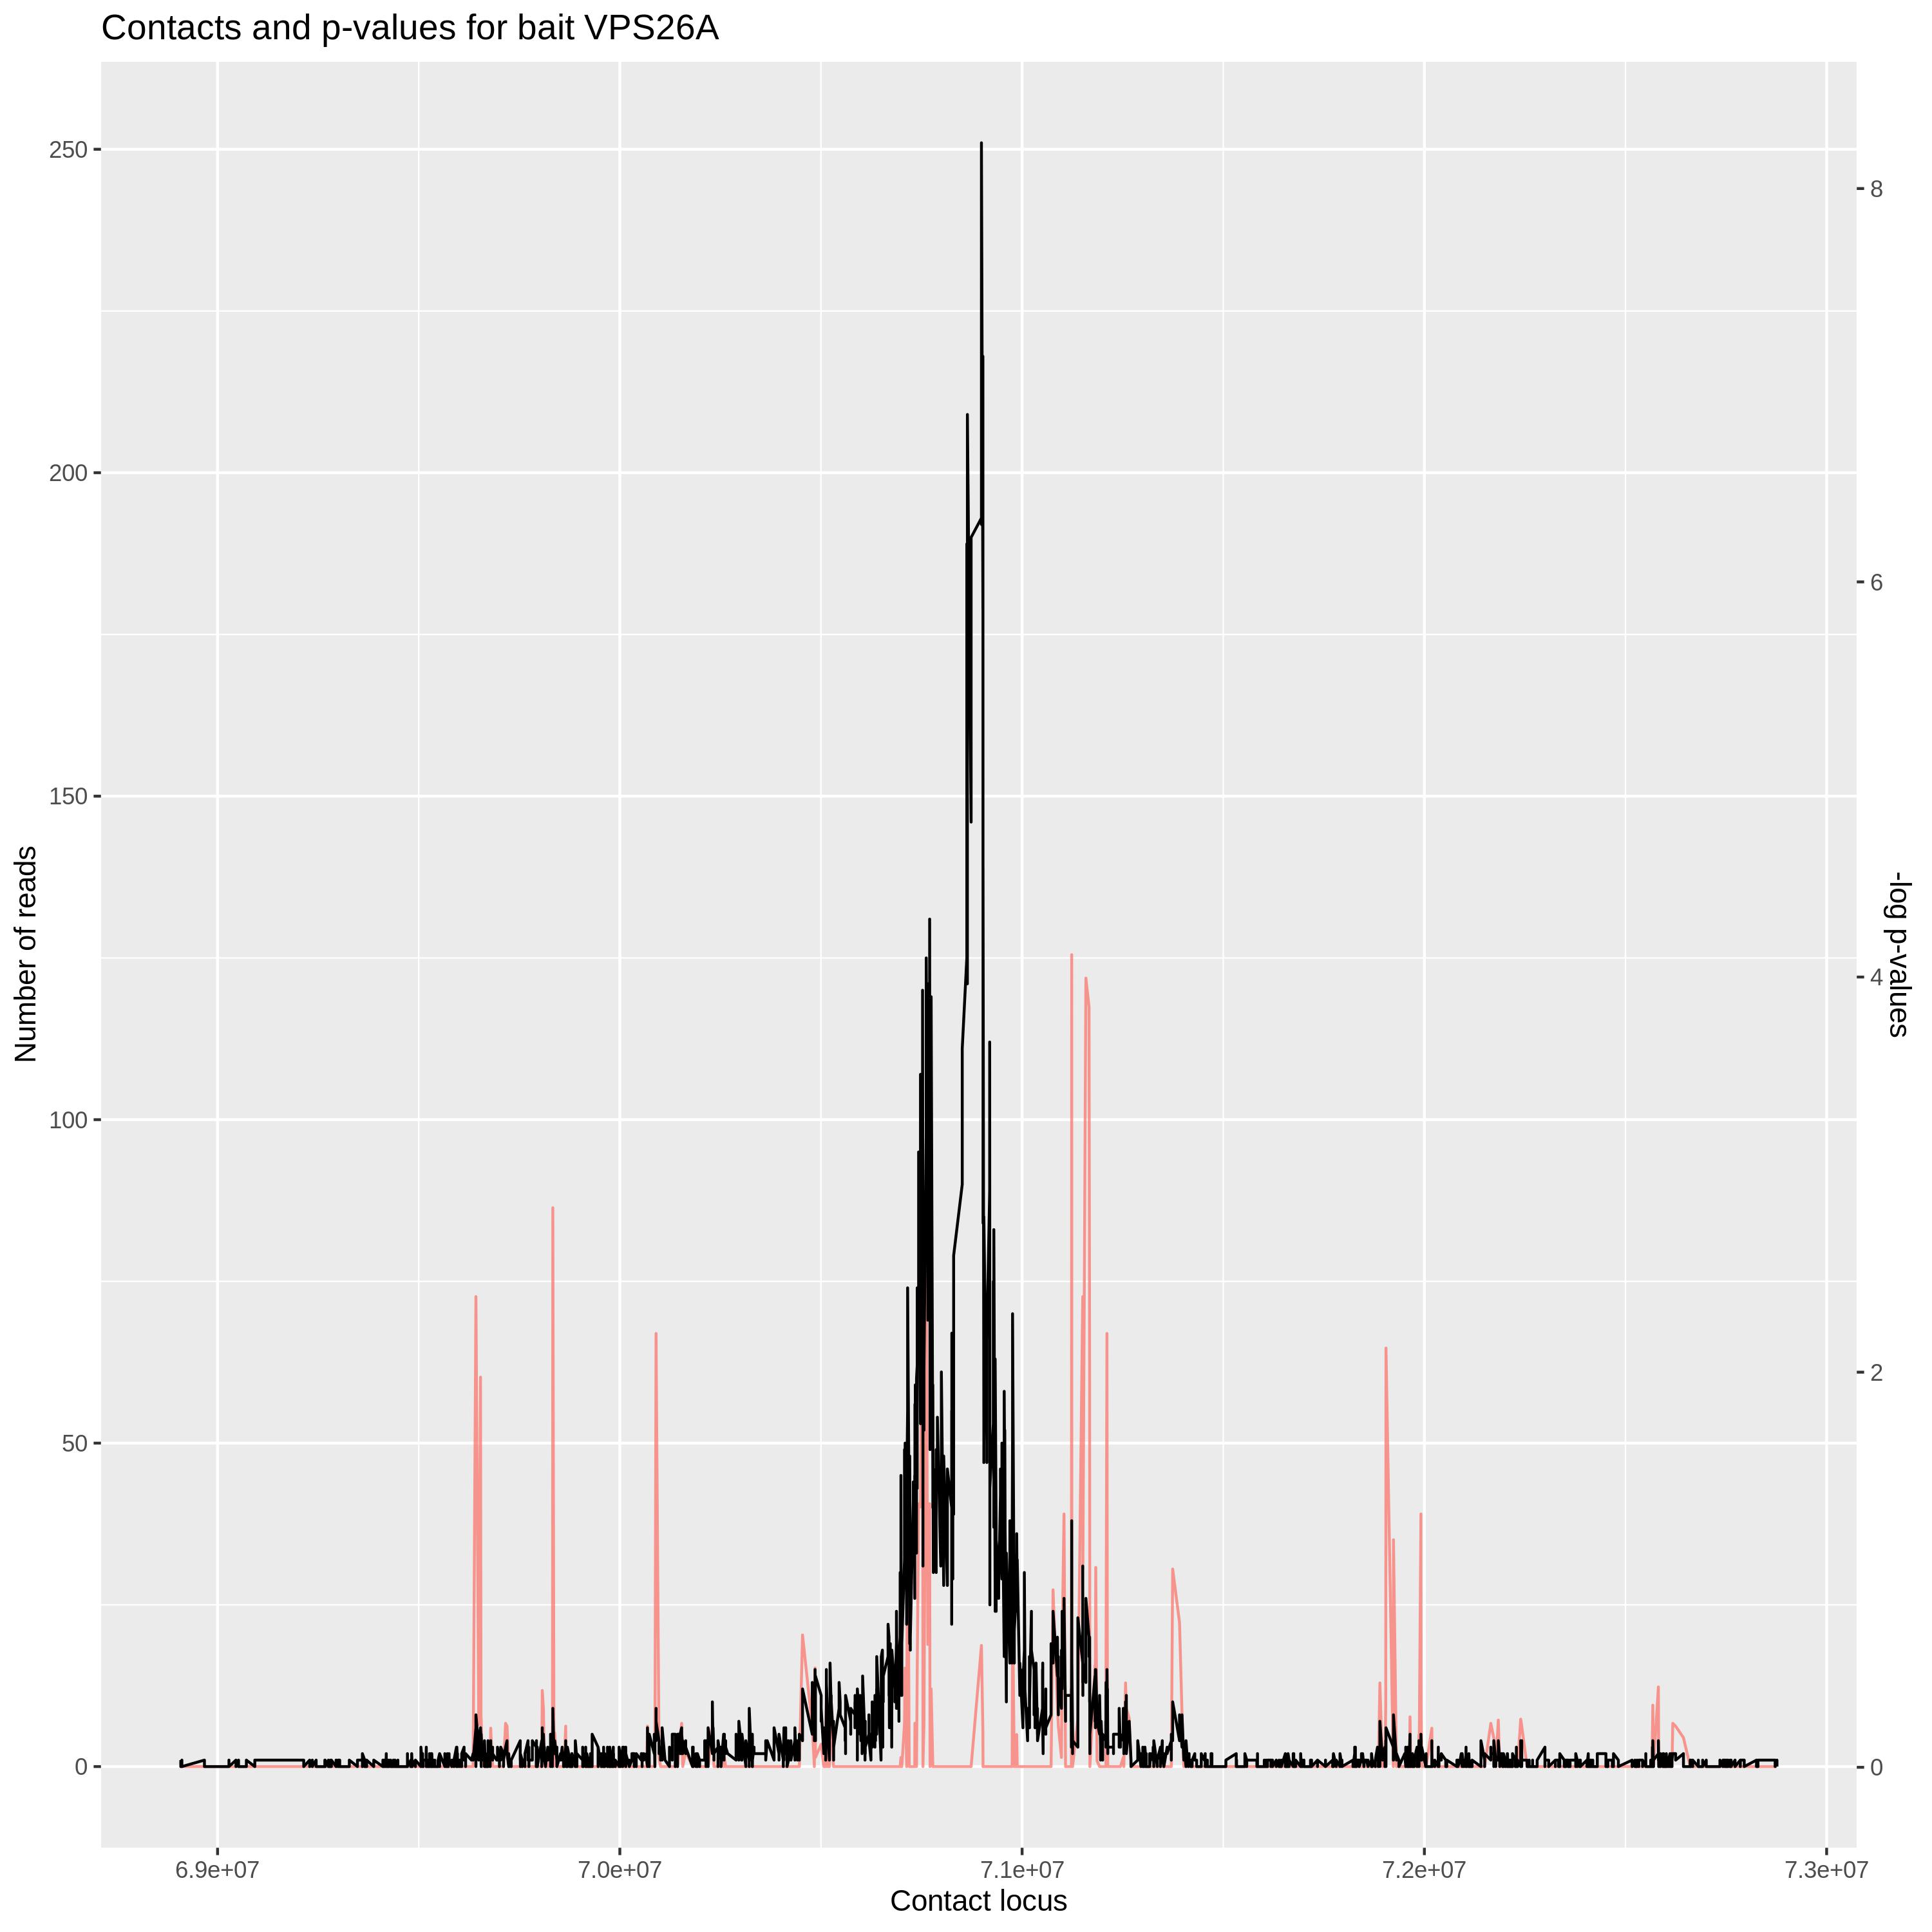 Contacts and p-values for bait VPS26A
250
200
150
100
50
0
Number of reads
8
6
4
2
0
-log p-values
6.9e+07
7.0e+07
7.1e+07
7.2e+07
7.3e+07
Contact locus